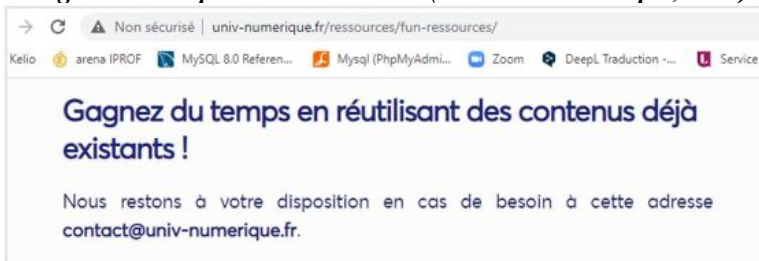 Non sécurisé | univ-numerique.fr/ressources/fun-ressources/
Kelio arena IPROF MySQL 8.0 Referen... Mysql (PhpMyAdmi... Zoom DeepL Traduction -... Service
Gagnez du temps en réutilisant des contenus déjà
existants !
Nous restons à votre disposition en cas de besoin à cette adresse
contact@univ-numerique.fr.